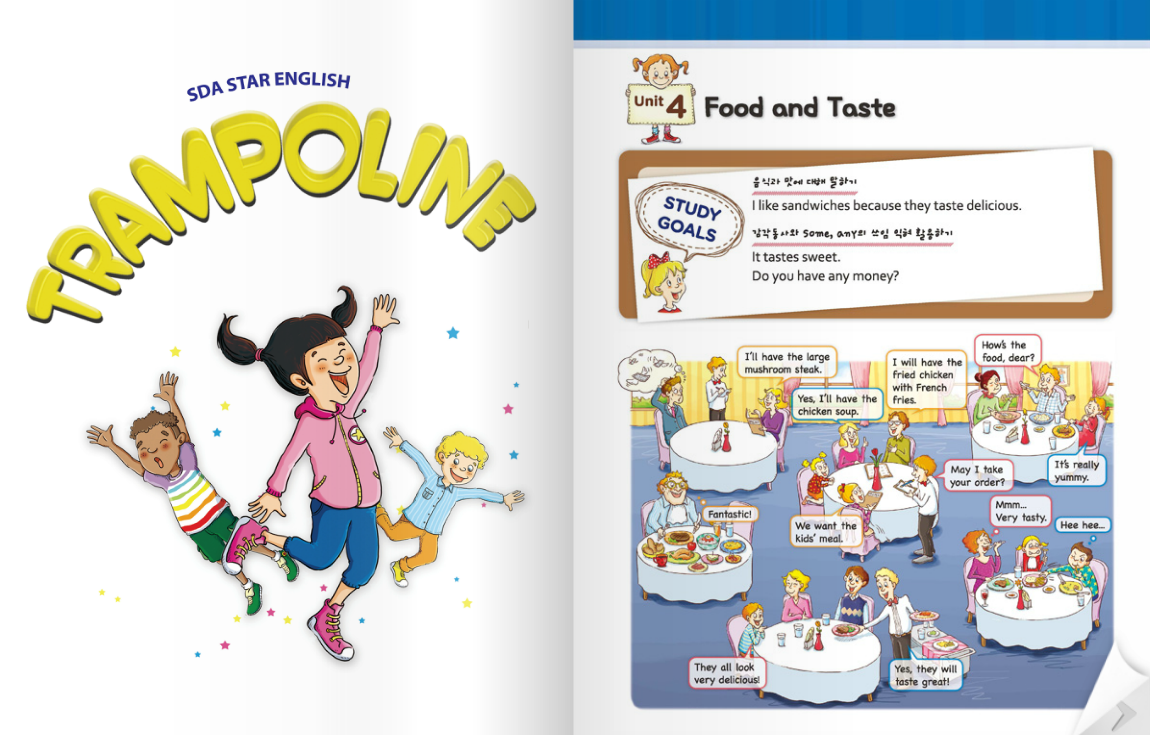 SDA STAR ENGLISH
TRAMPOLINE
Unit 4
Food and Taste
STUDY
GOALS
음식과 맛에 대해 말하기
I like sandwiches because they taste delicious.
감각동사와 some, any의 쓰임 익혀 활용하기
It tastes sweet.
Do you have any money?
I'll have the large
mushroom steak.
Yes, I'll have the
chicken soup.
I will have the
fried chicken
with French
fries.
How's the
food, dear?
It's really
yummy.
May I take
your order?
We want the
kids' meal.
Fantastic!
Mmm...
Very tasty.
Hee hee...
They all look
very delicious!
Yes, they will
taste great!